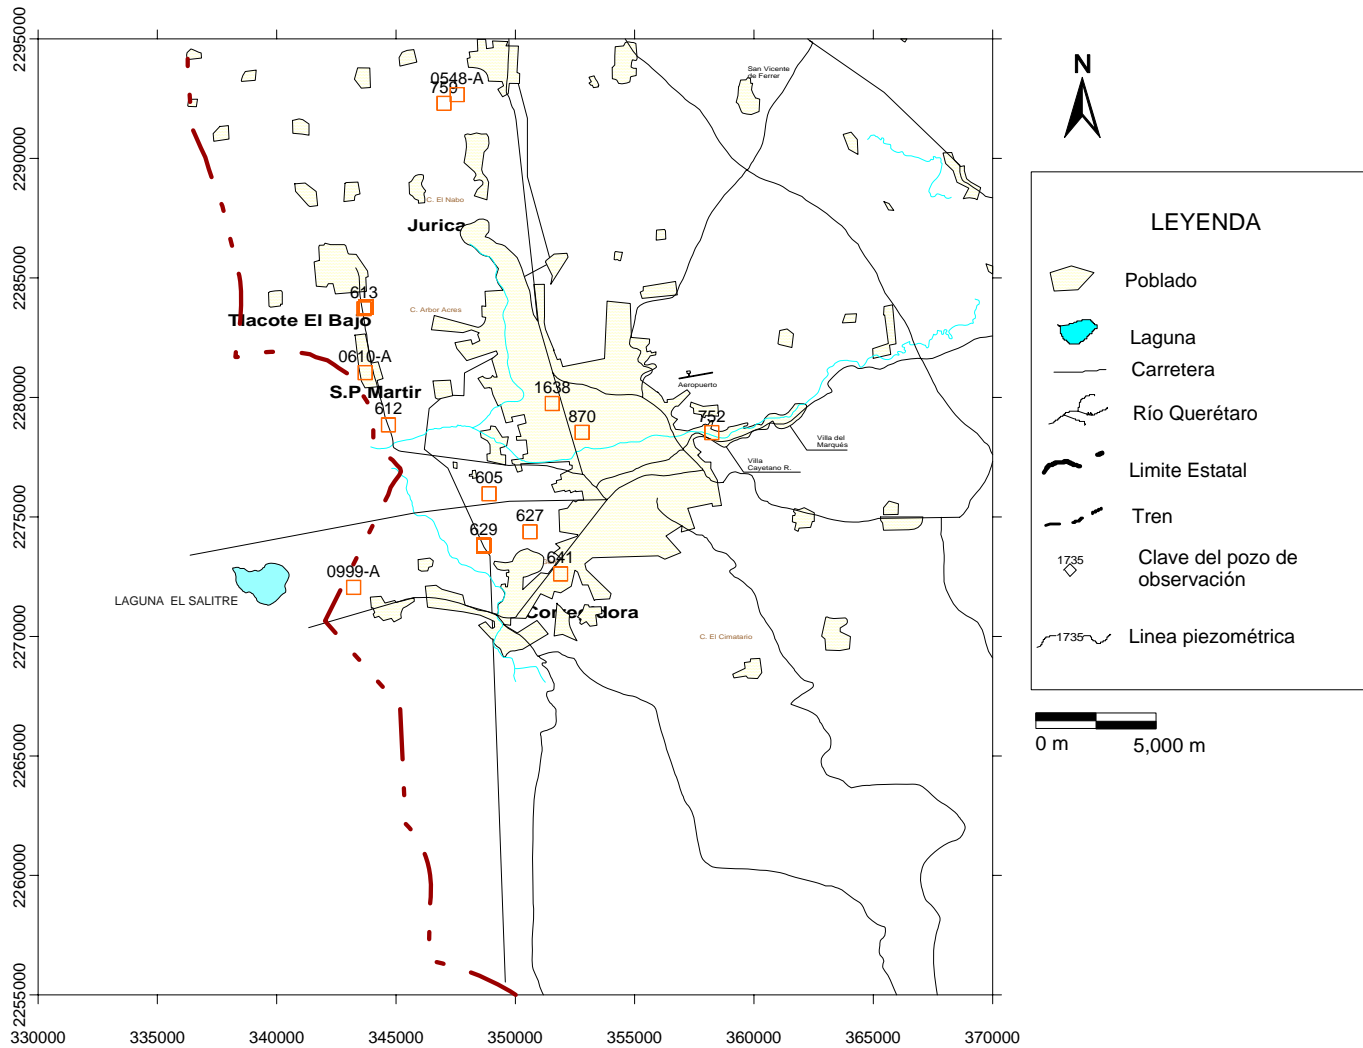 2295000
2290000
2285000
2280000
2275000
2270000
2265000
2260000
2255000
330000
335000
340000
345000
350000
355000
360000
365000
370000
0548-A
759
San Vicente
de Ferrer
C. El Nabo
Jurica
613
C. Arbor Acres
Tlacote El Bajo
0610-A
Aeropuerto
S.P Martir
1638
612
870
752
Villa del
Marqués
Villa
Cayetano R.
605
627
629
641
0999-A
LAGUNA EL SALITRE
Corregidora
C. El Cimatario
N
LEYENDA
Poblado
Laguna
Carretera
Río Querétaro
Limite Estatal
Tren
1735
Clave del pozo de
observación
1735
Linea piezométrica
0 m
5,000 m